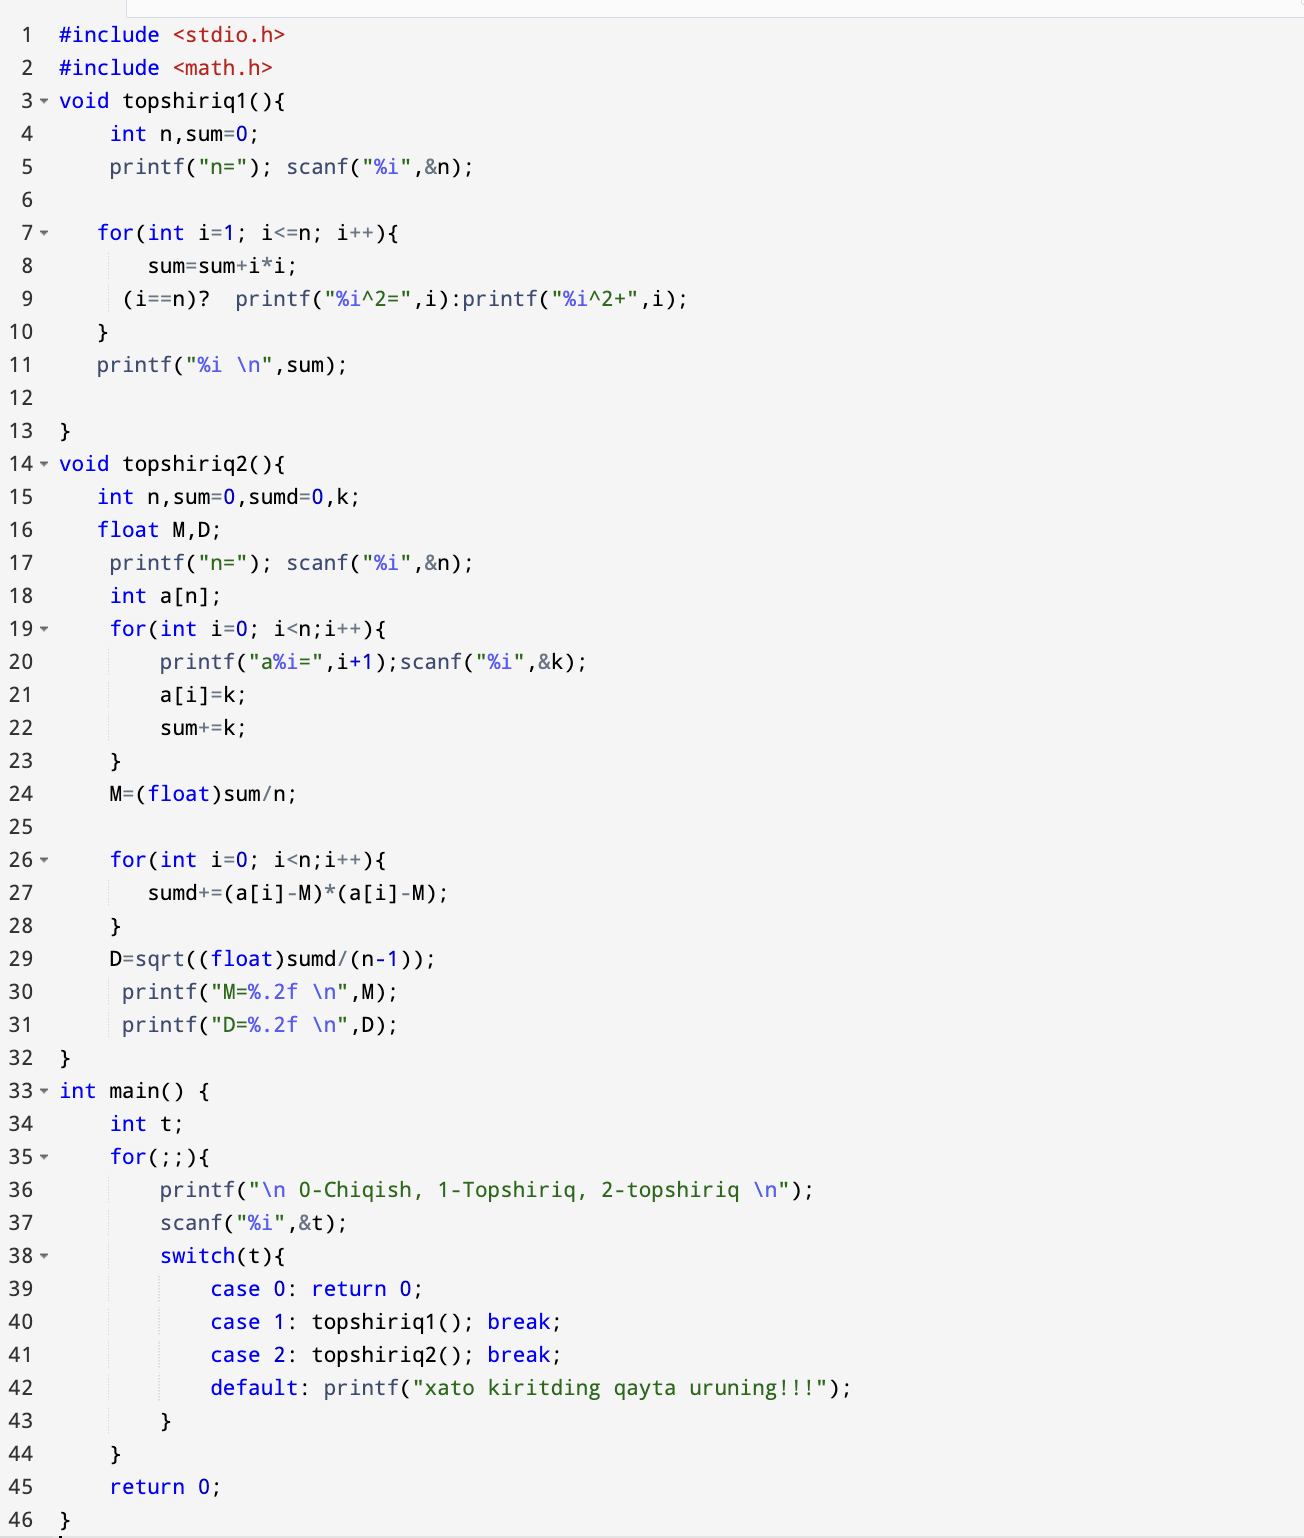 1 #include <stdio.h>
2 #include <math.h>
3 void topshiriq1(){
4     int n,sum=0;
5     printf("n="); scanf("%i",&n);
6
7    for(int i=1; i<=n; i++){
8        sum=sum+i*i;
9      (i==n)?  printf("%i^2=",i):printf("%i^2+",i);
10    }
11    printf("%i \n",sum);
12
13 }
14 void topshiriq2(){
15    int n,sum=0,sumd=0,k;
16    float M,D;
17     printf("n="); scanf("%i",&n);
18     int a[n];
19     for(int i=0; i<n;i++){
20         printf("a%i=",i+1);scanf("%i",&k);
21         a[i]=k;
22         sum+=k;
23     }
24     M=(float)sum/n;
25
26     for(int i=0; i<n;i++){
27        sumd+=(a[i]-M)*(a[i]-M);
28     }
29     D=sqrt((float)sumd/(n-1));
30      printf("M=%.2f \n",M);
31      printf("D=%.2f \n",D);
32 }
33 int main() {
34     int t;
35     for(;;){
36         printf("\n 0-Chiqish, 1-Topshiriq, 2-topshiriq \n");
37         scanf("%i",&t);
38         switch(t){
39             case 0: return 0;
40             case 1: topshiriq1(); break;
41             case 2: topshiriq2(); break;
42             default: printf("xato kiritding qayta uruning!!!");
43         }
44     }
45     return 0;
46 }